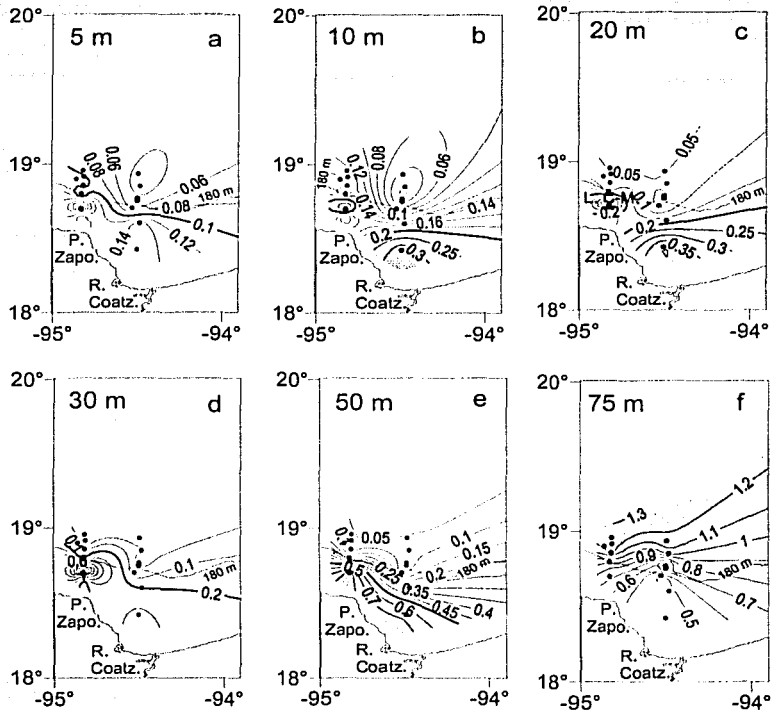 20°
5 m
a
0.08
0.06
19°
0.06
180 m
0.08
0.1
0.12
0.14
P.
Zapo.
R.
Coatz.
18°
-95°
-94°
20°
10 m
b
0.12
0.08
0.06
19°
180 m
0.14
0.14
0.1
0.16
0.2
0.25
0.3
P.
Zapo.
R.
Coatz.
18°
-95°
-94°
20°
20 m
c
0.05
0.05
19°
180 m
0.2
0.2
0.25
0.3
0.35
P.
Zapo.
R.
Coatz.
18°
-95°
-94°
20°
30 m
d
19°
0.1
180 m
0.2
P.
Zapo.
R.
Coatz.
18°
-95°
-94°
20°
50 m
e
19°
0.05
0.1
0.15
0.2
180 m
0.25
0.35
0.4
0.45
0.5
0.6
0.7
P.
Zapo.
R.
Coatz.
18°
-95°
-94°
20°
75 m
f
1.2
1.3
1.1
19°
1
0.9
0.8
180 m
0.7
0.6
0.5
P.
Zapo.
R.
Coatz.
18°
-95°
-94°